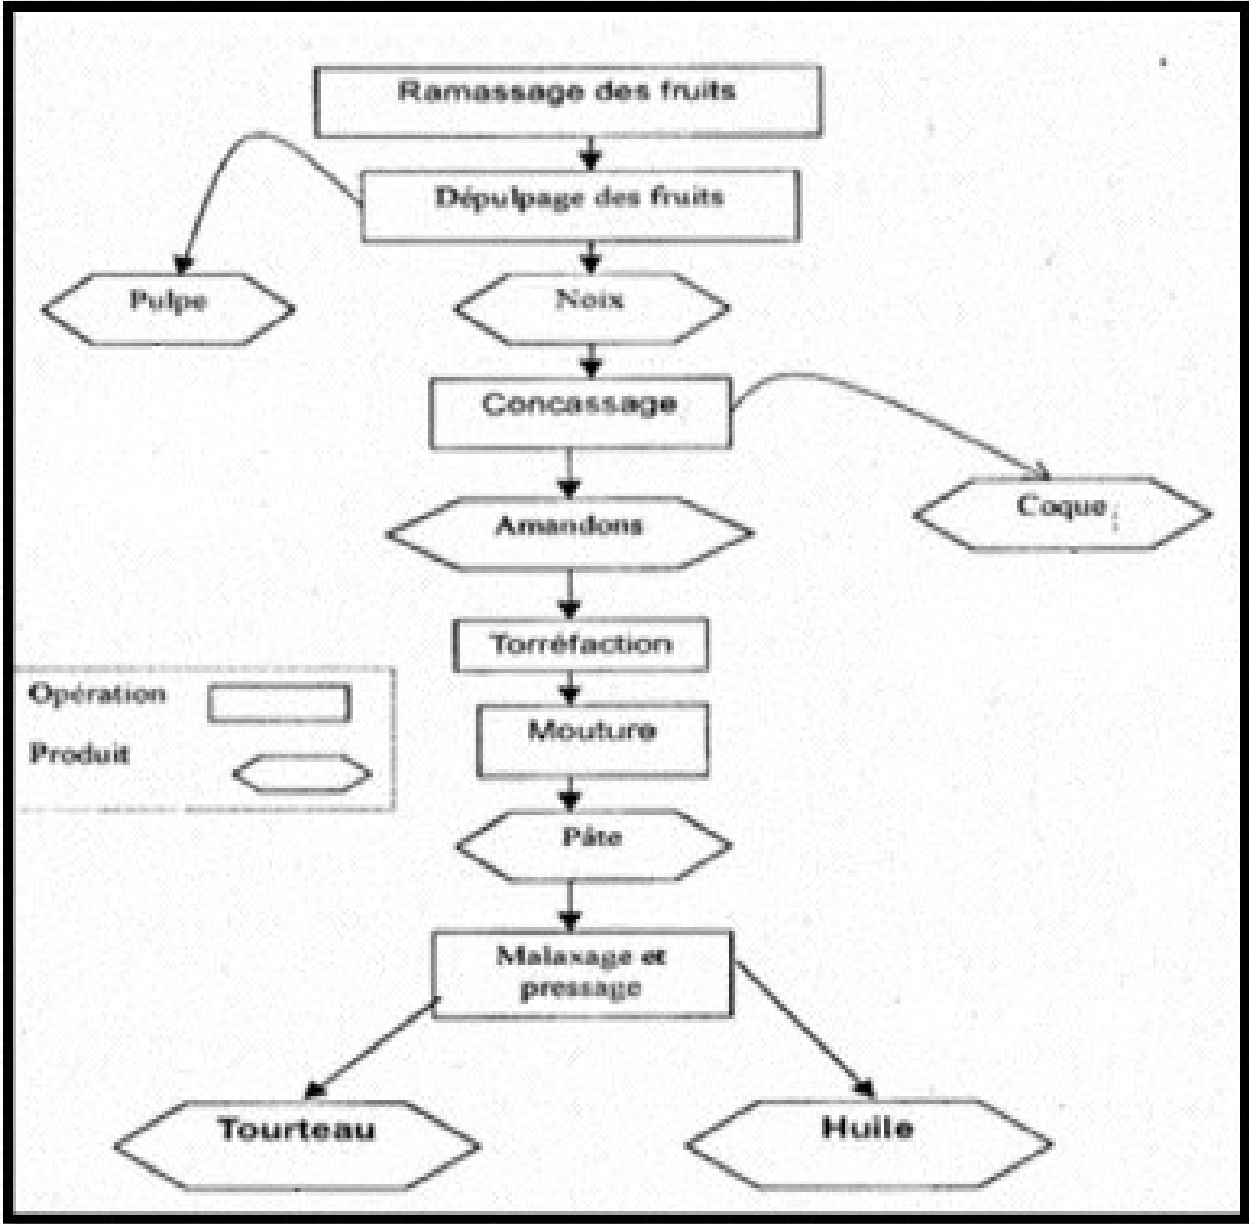 Ramassage des fruits
Dépulpage des fruits
Pulpe
Noix
Concassage
Coque
Amandons
Torréfaction
Opération
Mouture
Produit
Pâte
Malaxage et
pressage
Tourteau
Huile